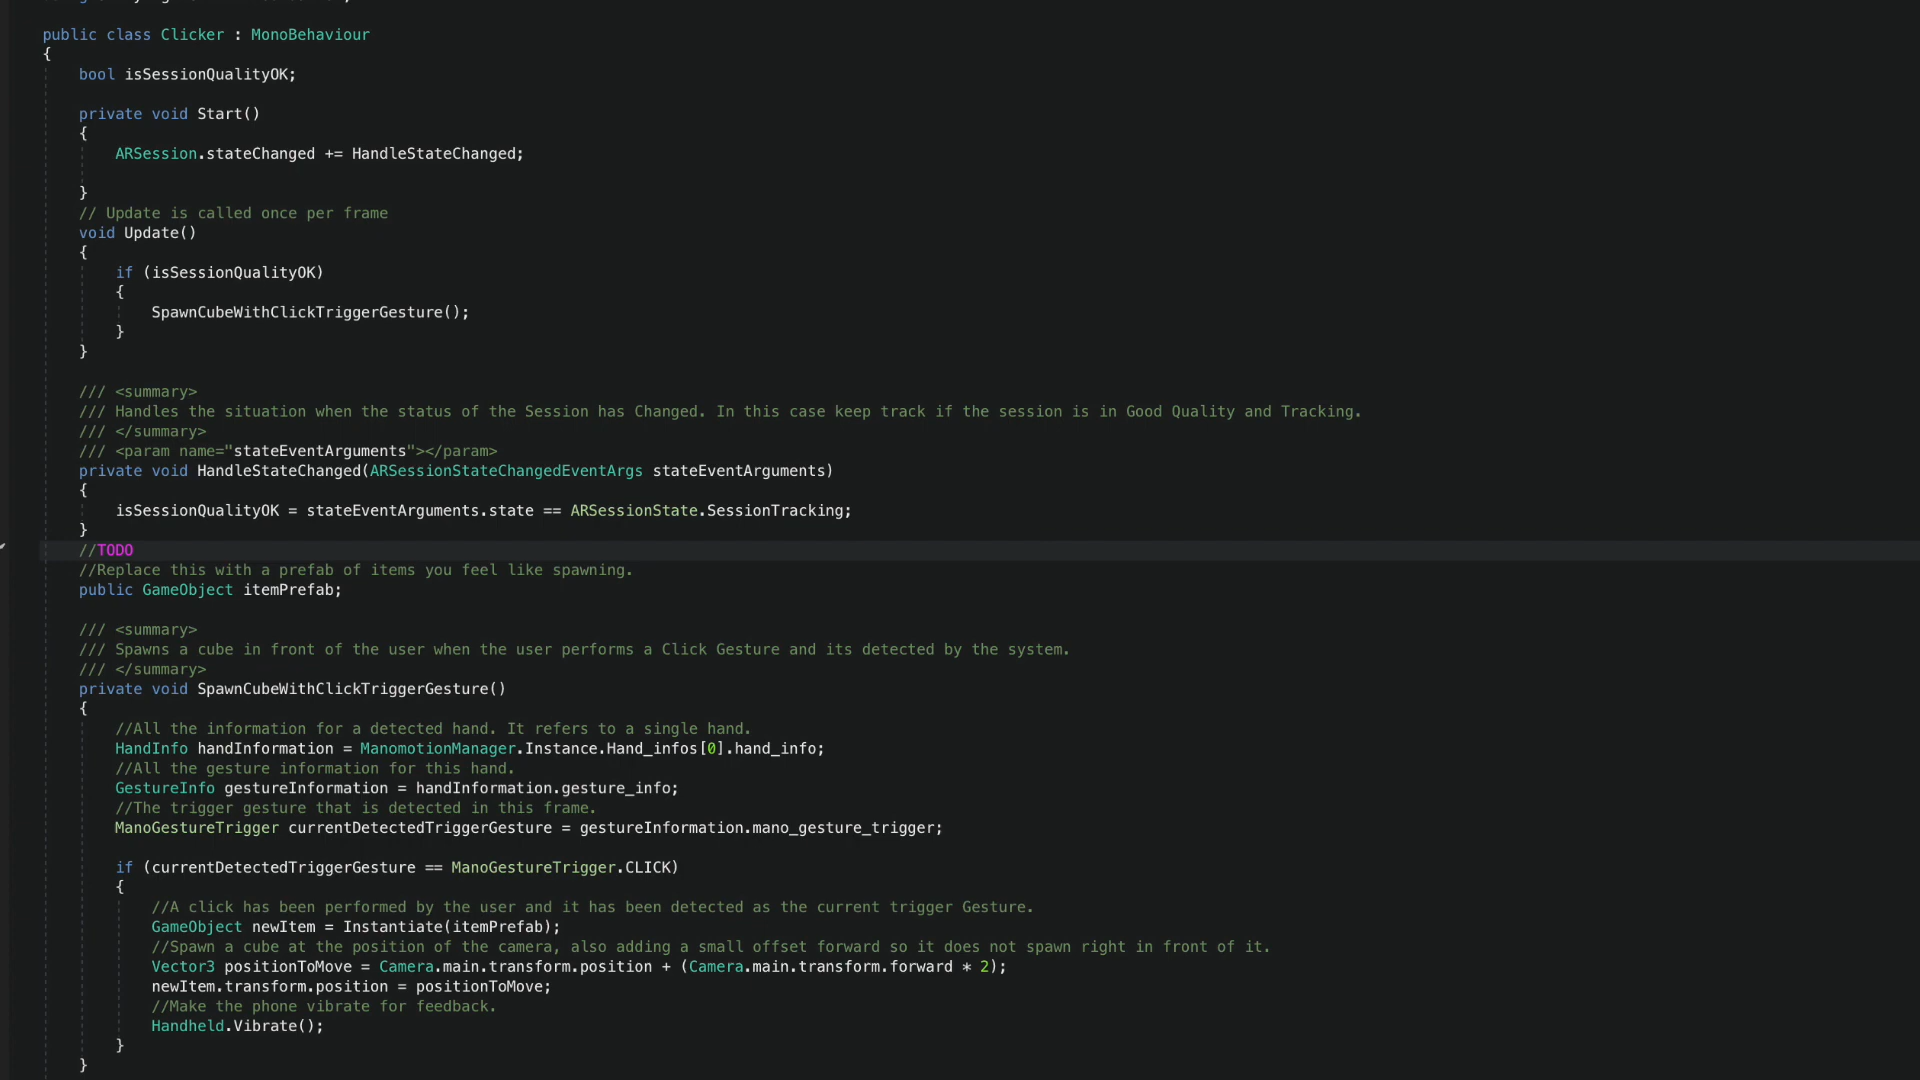 public class Clicker : MonoBehaviour
{
bool isSessionQualityOK;
private void Start()
{
ARSession.stateChanged += HandleStateChanged;
}
// Update is called once per frame
void Update()
{
if (isSessionQualityOK)
{
SpawnCubeWithClickTriggerGesture();
}
}
/// <summary>
/// Handles the situation when the status of the Session has Changed. In this case keep track if the session is in Good Quality and Tracking.
/// </summary>
/// <param name="stateEventArguments"></param>
private void HandleStateChanged(ARSessionStateChangedEventArgs stateEventArguments)
{
isSessionQualityOK = stateEventArguments.state == ARSessionState.SessionTracking;
}
//TODO
//Replace this with a prefab of items you feel like spawning.
public GameObject itemPrefab;
/// <summary>
/// Spawns a cube in front of the user when the user performs a Click Gesture and its detected by the system.
/// </summary>
private void SpawnCubeWithClickTriggerGesture()
{
//All the information for a detected hand. It refers to a single hand.
HandInfo handInformation = ManomotionManager.Instance.Hand_infos[0].hand_info;
//All the gesture information for this hand.
GestureInfo gestureInformation = handInformation.gesture_info;
//The trigger gesture that is detected in this frame.
ManoGestureTrigger currentDetectedTriggerGesture = gestureInformation.mano_gesture_trigger;
if (currentDetectedTriggerGesture == ManoGestureTrigger.CLICK)
{
//A click has been performed by the user and it has been detected as the current trigger Gesture.
GameObject newItem = Instantiate(itemPrefab);
//Spawn a cube at the position of the camera, also adding a small offset forward so it does not spawn right in front of it.
Vector3 positionToMove = Camera.main.transform.position + (Camera.main.transform.forward * 2);
newItem.transform.position = positionToMove;
//Make the phone vibrate for feedback.
Handheld.Vibrate();
}
}